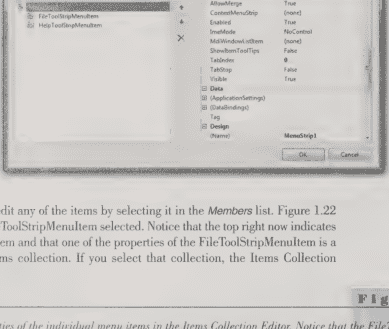 AllowMerge True
ContextMenuStrip (none)
FileToolStripMenuItem
Enabled True
HelpToolStripMenuItem
ImeMode NoControl
MdiWindowListItem (none)
ShowItemToolTips False
TabIndex 0
TabStop False
Visible True
Data
(ApplicationSettings)
(DataBindings)
Tag
Design
(Name) MenuStrip1
OK Cancel
edit any of the items by selecting it in the Members list. Figure 1.22
ToolStripMenuItem selected. Notice that the top right now indicates
em and that one of the properties of the FileToolStripMenuItem is a
ms collection. If you select that collection, the Items Collection
Fig
ties of the individual menu items in the Items Collection Editor. Notice that the File